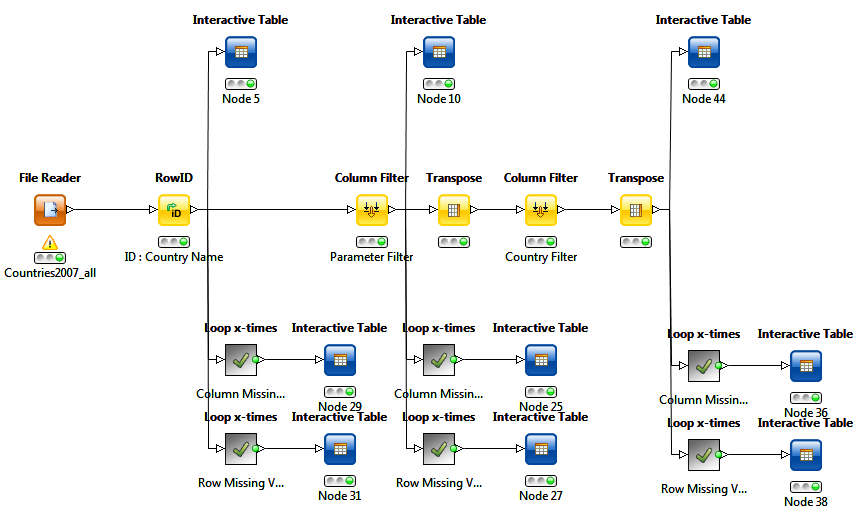 Interactive Table
Interactive Table
Interactive Table
Node 5
Node 10
Node 44
File Reader
RowID
Column Filter
Transpose
Column Filter
Transpose
iD
Countries2007_all
ID : Country Name
Parameter Filter
Country Filter
Loop x-times
Interactive Table
Loop x-times
Interactive Table
Loop x-times
Interactive Table
Column Missin...
Node 29
Column Missin...
Node 25
Column Missin...
Node 36
Loop x-times
Interactive Table
Loop x-times
Interactive Table
Loop x-times
Interactive Table
Row Missing V...
Node 31
Row Missing V...
Node 27
Row Missing V...
Node 38